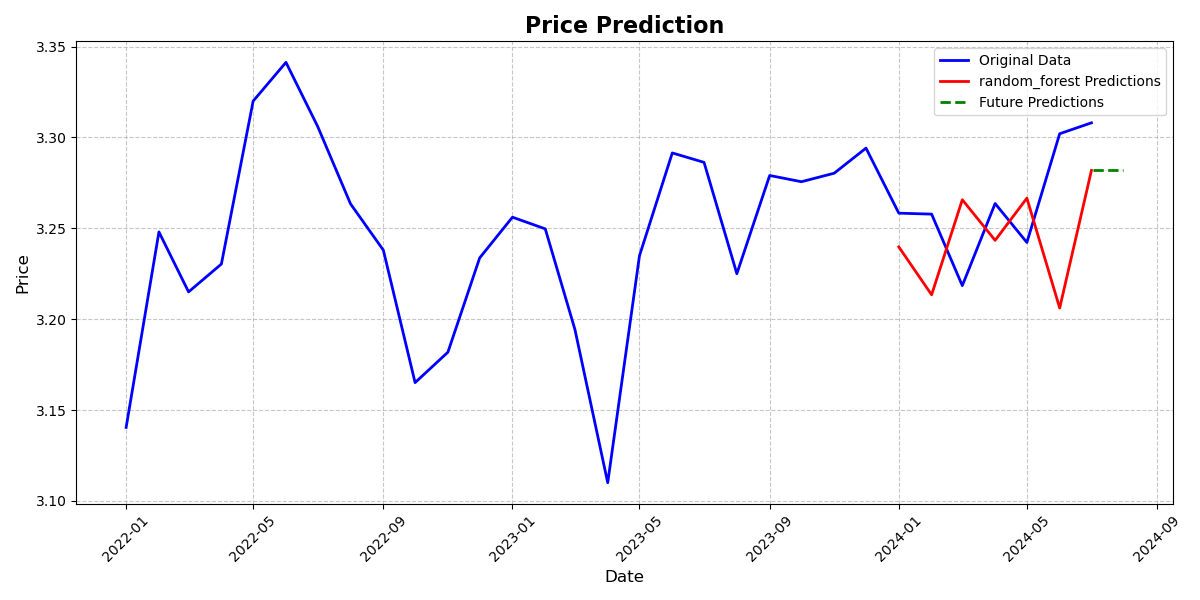 Price Prediction
Original Data
random_forest Predictions
Future Predictions
Price
3.35
3.30
3.25
3.20
3.15
3.10
2022-01
2022-05
2022-09
2023-01
2023-05
2023-09
2024-01
2024-05
2024-09
Date